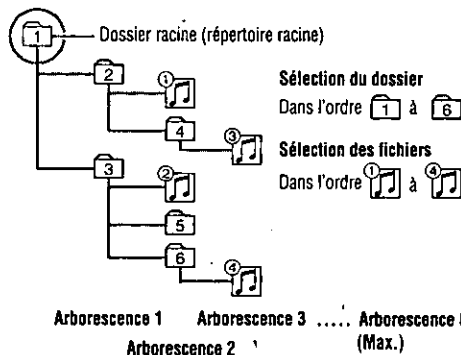 1 Dossier racine (répertoire racine)
2 ①
4 ③
3 ②
5
6 ④
Sélection du dossier
Dans l'ordre 1 à 6
Sélection des fichiers
Dans l'ordre ① à ④
Arborescence 1 Arborescence 3 ..... Arborescence
Arborescence 2 (Max.)